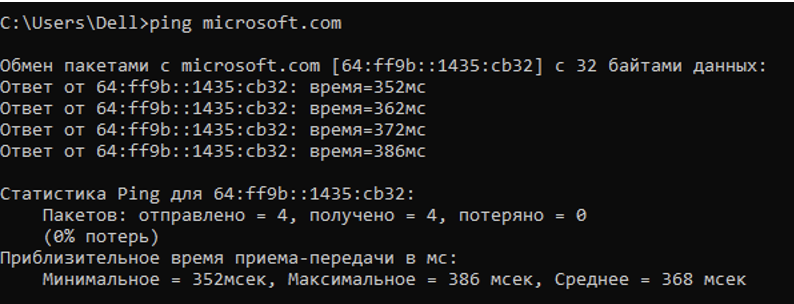 C:\Users\Dell>ping microsoft.com
Обмен пакетами с microsoft.com [64:ff9b::1435:cb32] с 32 байтами данных:
Ответ от 64:ff9b::1435:cb32: время=352мс
Ответ от 64:ff9b::1435:cb32: время=362мс
Ответ от 64:ff9b::1435:cb32: время=372мс
Ответ от 64:ff9b::1435:cb32: время=386мс
Статистика Ping для 64:ff9b::1435:cb32:
Пакетов: отправлено = 4, получено = 4, потеряно = 0
(0% потерь)
Приблизительное время приема-передачи в мс:
Минимальное = 352мсек, Максимальное = 386 мсек, Среднее = 368 мсек